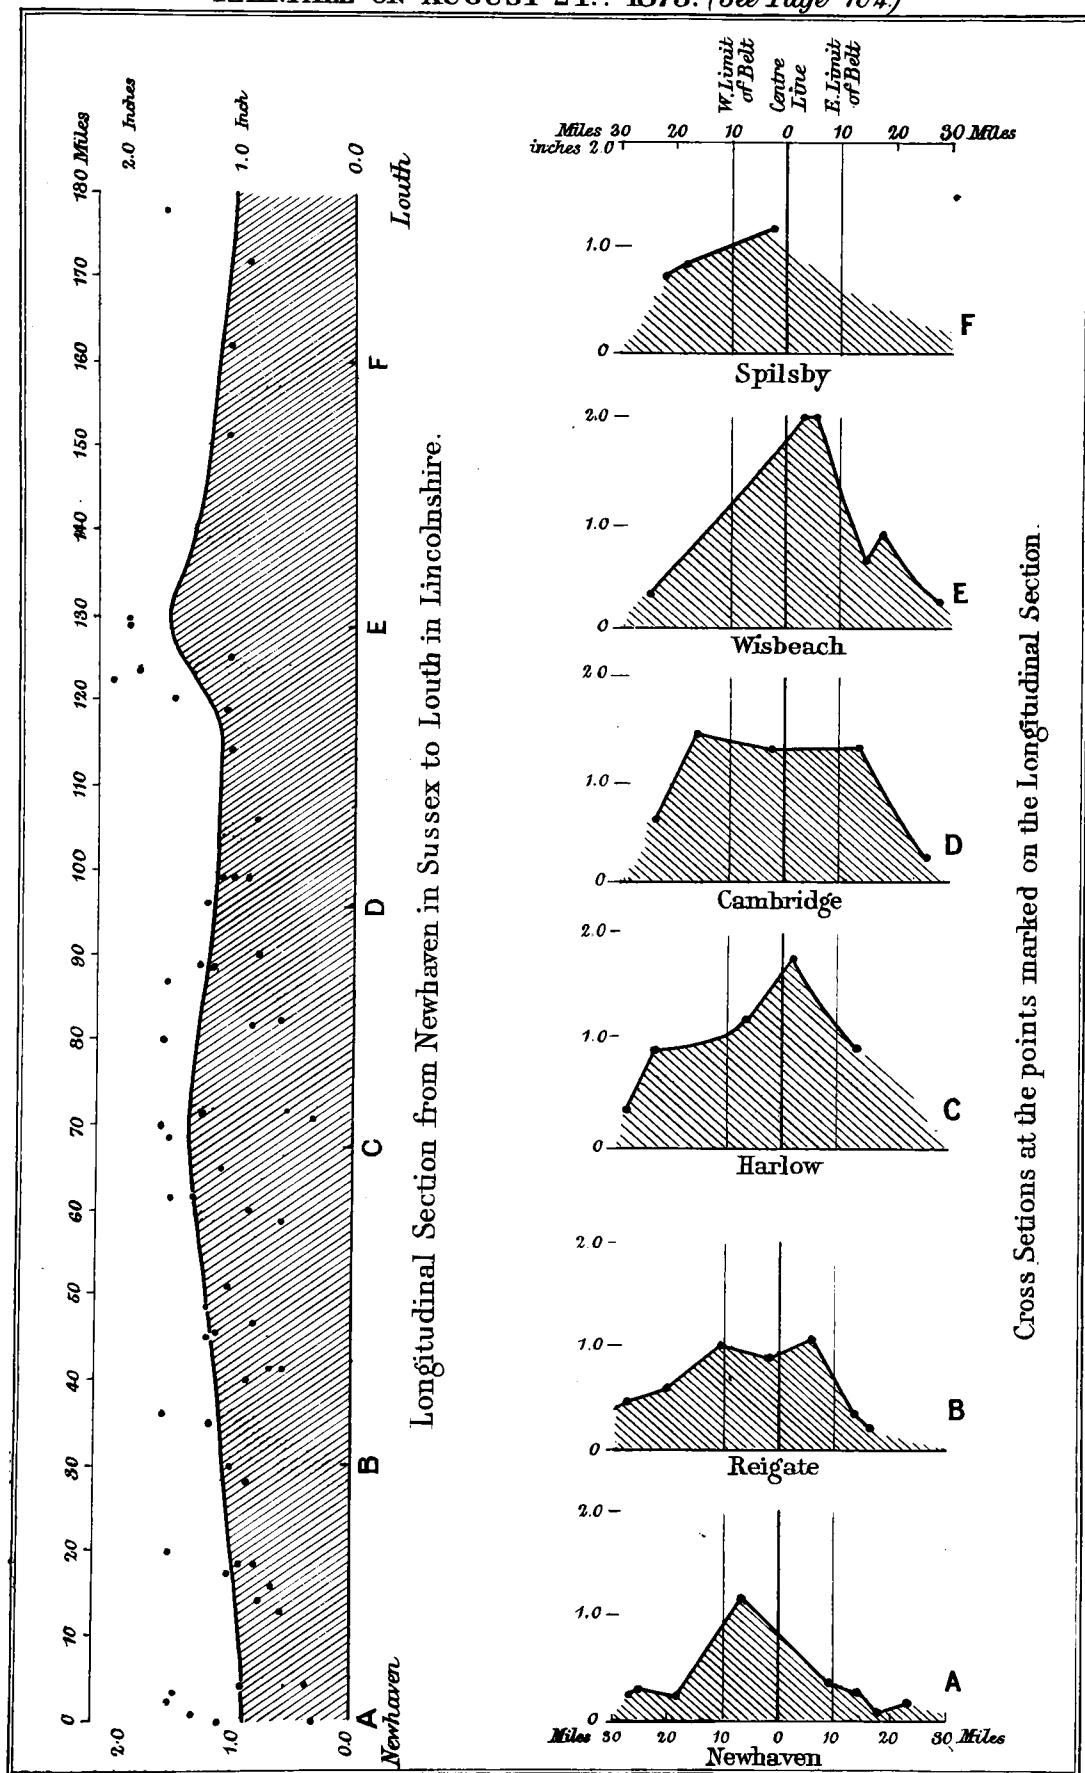 RAINFALL ON AUGUST 24th 1878. (See Page 104.)
2.0 Inches
1.0 Inch
0.0
Louth
180 Miles
170
160
150
140
130
120
110
100
90
80
70
60
50
40
30
20
10
0
F
E
D
C
B
A
2.0
1.0
0.0
Newhaven
Longitudinal Section from Newhaven in Sussex to Louth in Lincolnshire.
W. Limit of Belt
Centre Line
E. Limit of Belt
Miles 30 20 10 0 10 20 30 Miles
inches 2.0
1.0
0
F
Spilsby
2.0
1.0
0
E
Wisbeach
2 0
1.0
0
D
Cambridge
2.0
1.0
0
C
Harlow
2.0
1.0
0
B
Reigate
2.0
1.0
0
A
Miles 30 20 10 0 10 20 30 Miles
Newhaven
Cross Setions at the points marked on the Longitudinal Section.